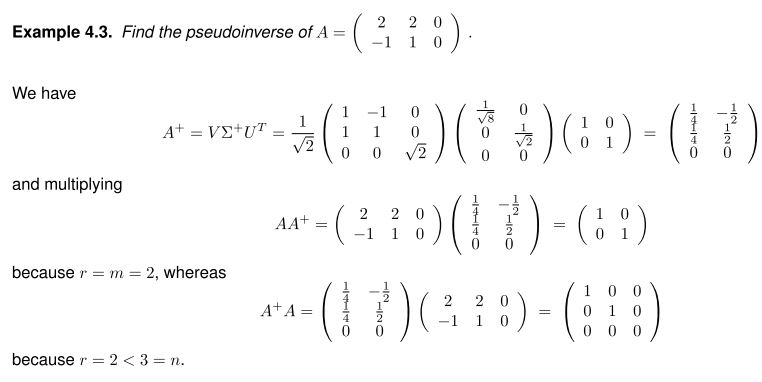 Example 4.3. Find the pseudoinverse of $A = \begin{pmatrix} 2 & 2 & 0 \\ -1 & 1 & 0 \end{pmatrix}$ .
We have
$A^+ = V\Sigma^+U^T = \frac{1}{\sqrt{2}} \begin{pmatrix} 1 & -1 & 0 \\ 1 & 1 & 0 \\ 0 & 0 & \sqrt{2} \end{pmatrix} \begin{pmatrix} \frac{1}{\sqrt{8}} & 0 \\ 0 & \frac{1}{\sqrt{2}} \\ 0 & 0 \end{pmatrix} \begin{pmatrix} 1 & 0 \\ 0 & 1 \end{pmatrix} = \begin{pmatrix} \frac{1}{4} & -\frac{1}{2} \\ \frac{1}{4} & \frac{1}{2} \\ 0 & 0 \end{pmatrix}$
and multiplying
$AA^+ = \begin{pmatrix} 2 & 2 & 0 \\ -1 & 1 & 0 \end{pmatrix} \begin{pmatrix} \frac{1}{4} & -\frac{1}{2} \\ \frac{1}{4} & \frac{1}{2} \\ 0 & 0 \end{pmatrix} = \begin{pmatrix} 1 & 0 \\ 0 & 1 \end{pmatrix}$
because $r = m = 2$, whereas
$A^+A = \begin{pmatrix} \frac{1}{4} & -\frac{1}{2} \\ \frac{1}{4} & \frac{1}{2} \\ 0 & 0 \end{pmatrix} \begin{pmatrix} 2 & 2 & 0 \\ -1 & 1 & 0 \end{pmatrix} = \begin{pmatrix} 1 & 0 & 0 \\ 0 & 1 & 0 \\ 0 & 0 & 0 \end{pmatrix}$
because $r = 2 < 3 = n$.